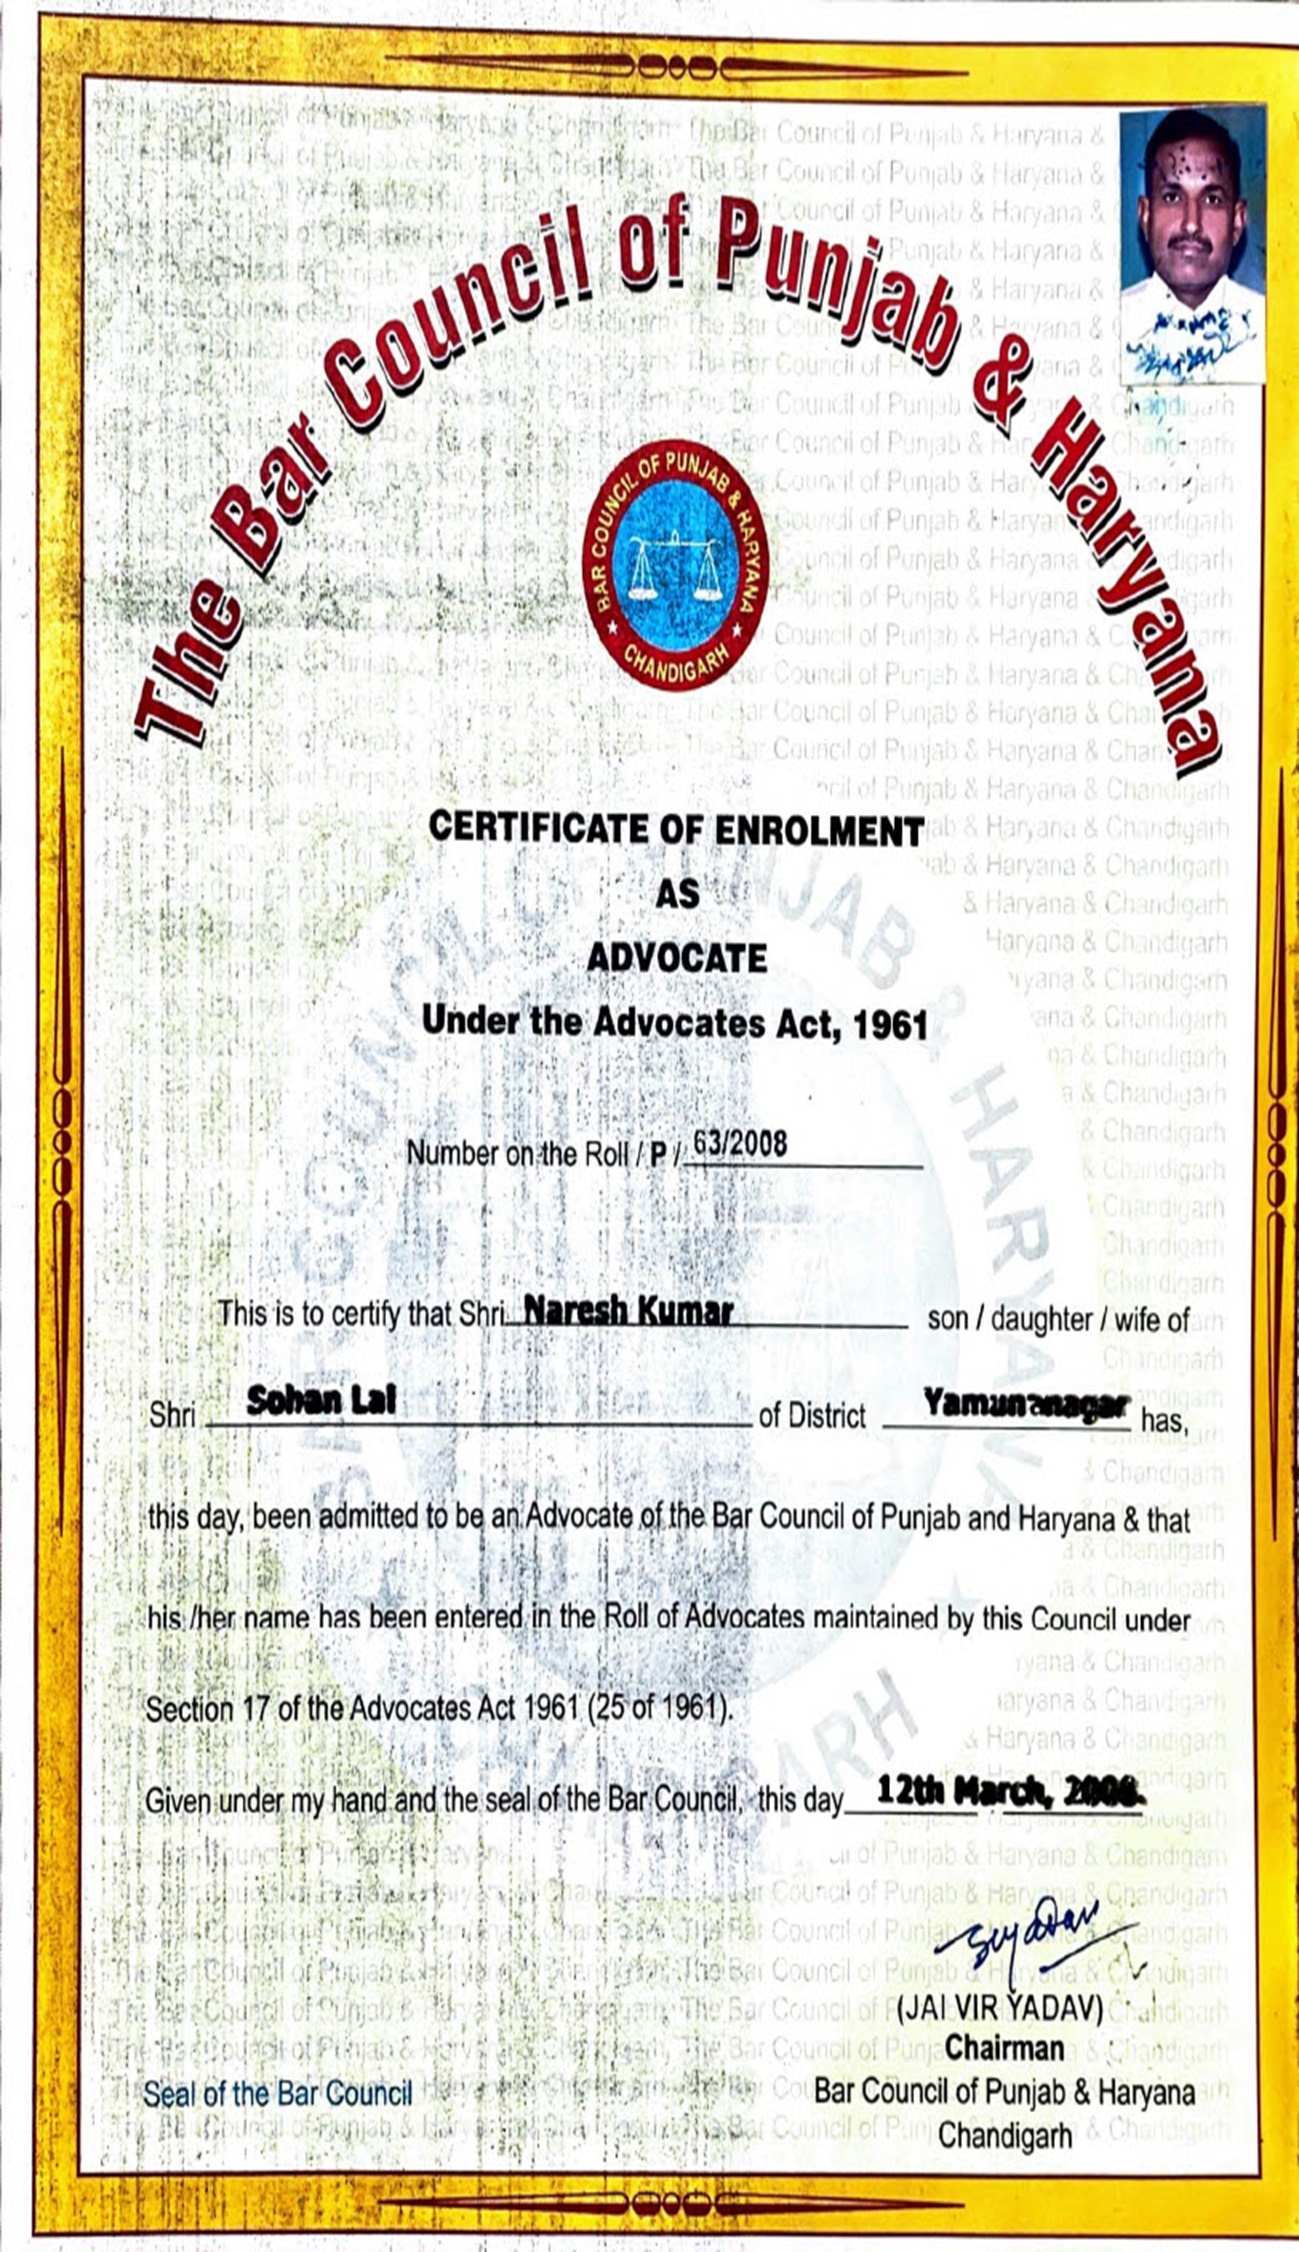 The Bar Council of Punjab & Haryana
BAR COUNCIL OF PUNJAB & HARYANA
CHANDIGARH
CERTIFICATE OF ENROLMENT
AS
ADVOCATE
Under the Advocates Act, 1961
Number on the Roll / P / 63/2008
This is to certify that Shri Naresh Kumar son / daughter / wife of
Shri Sohan Lal of District Yamunanagar has,
this day, been admitted to be an Advocate of the Bar Council of Punjab and Haryana & that
his /her name has been entered in the Roll of Advocates maintained by this Council under
Section 17 of the Advocates Act 1961 (25 of 1961).
Given under my hand and the seal of the Bar Council, this day 12th March, 2008.
(JAI VIR YADAV)
Chairman
Seal of the Bar Council Bar Council of Punjab & Haryana
Chandigarh